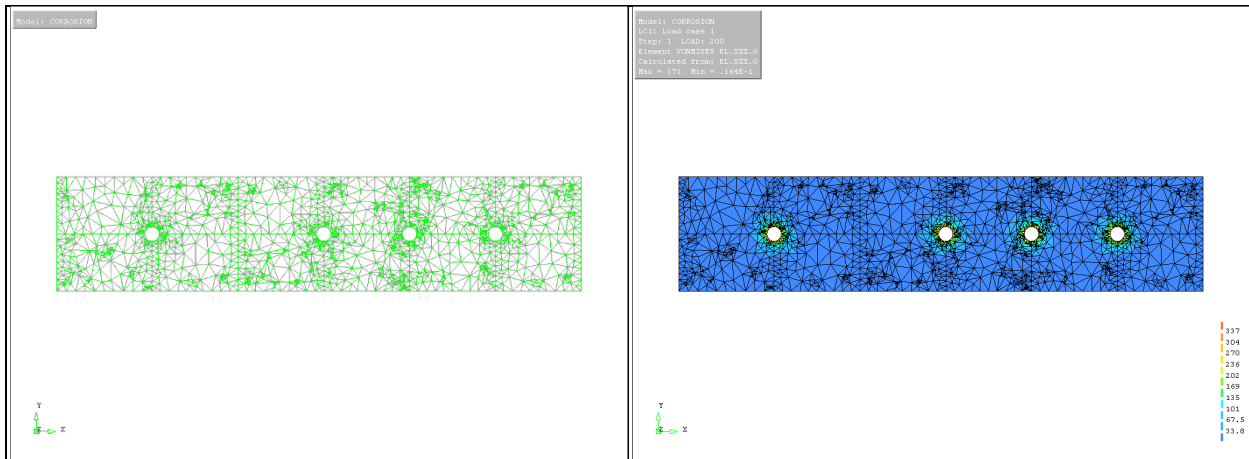 Model: CORROSION
Y
Z
X
Model: CORROSION
LC1: Load case 1
Step: 1 LOAD: 200
Element VONMISES EL.SXX.G
Calculated from: EL.SXX.G
Max = 371 Min = .164E-1
337
304
270
236
202
169
135
101
67.5
33.8
Y
Z
X